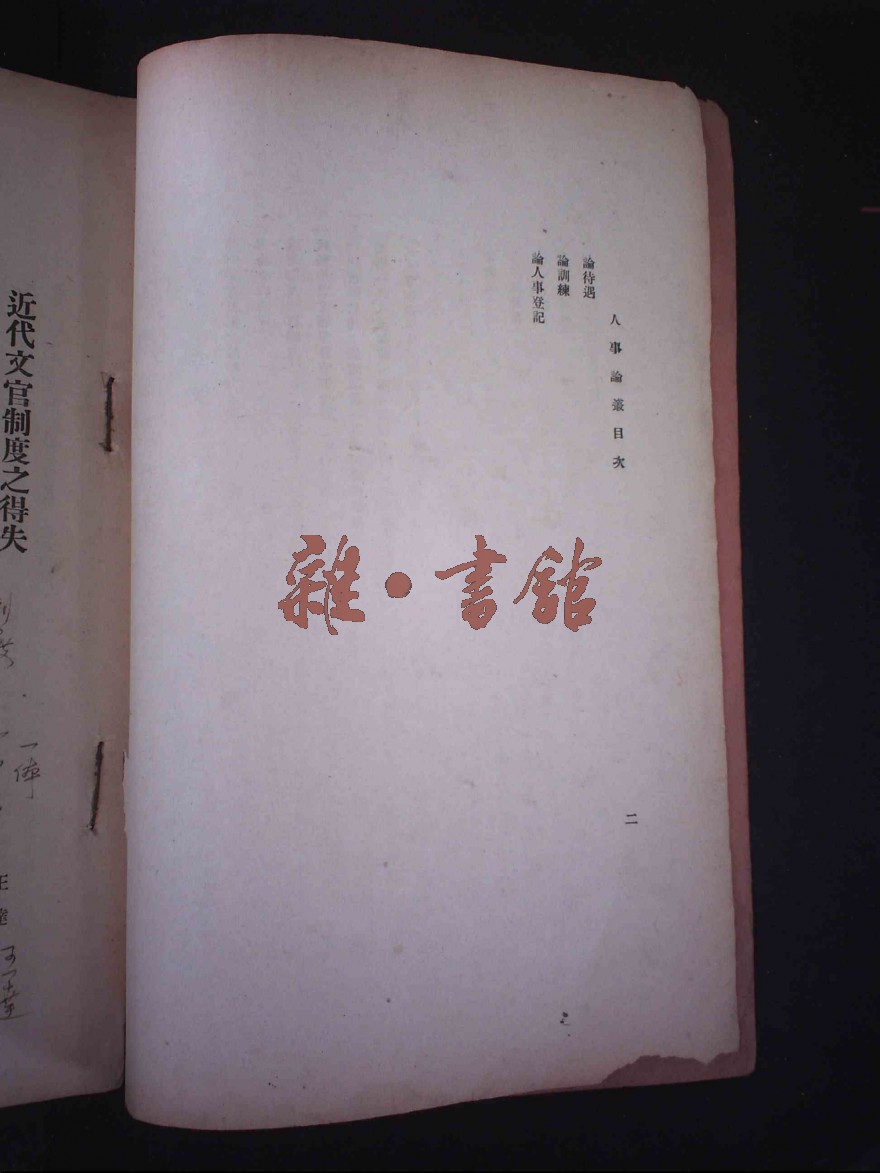 人事論叢目次
論待遇
論訓練
論人事登記
二
雜·書館
近代文官制度之得失
王